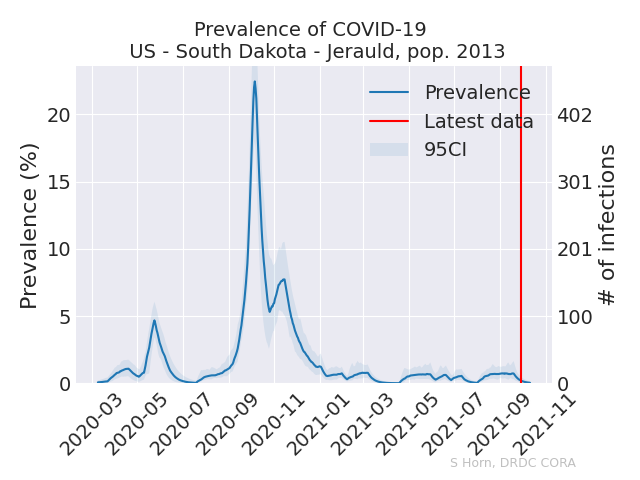 Prevalence of COVID-19
US - South Dakota - Jerauld, pop. 2013
Prevalence
Latest data
95CI
Prevalence (%)
20
15
10
5
0
402
301
201
100
0
# of infections
2020-03
2020-05
2020-07
2020-09
2020-11
2021-01
2021-03
2021-05
2021-07
2021-09
2021-11
S Horn, DRDC CORA